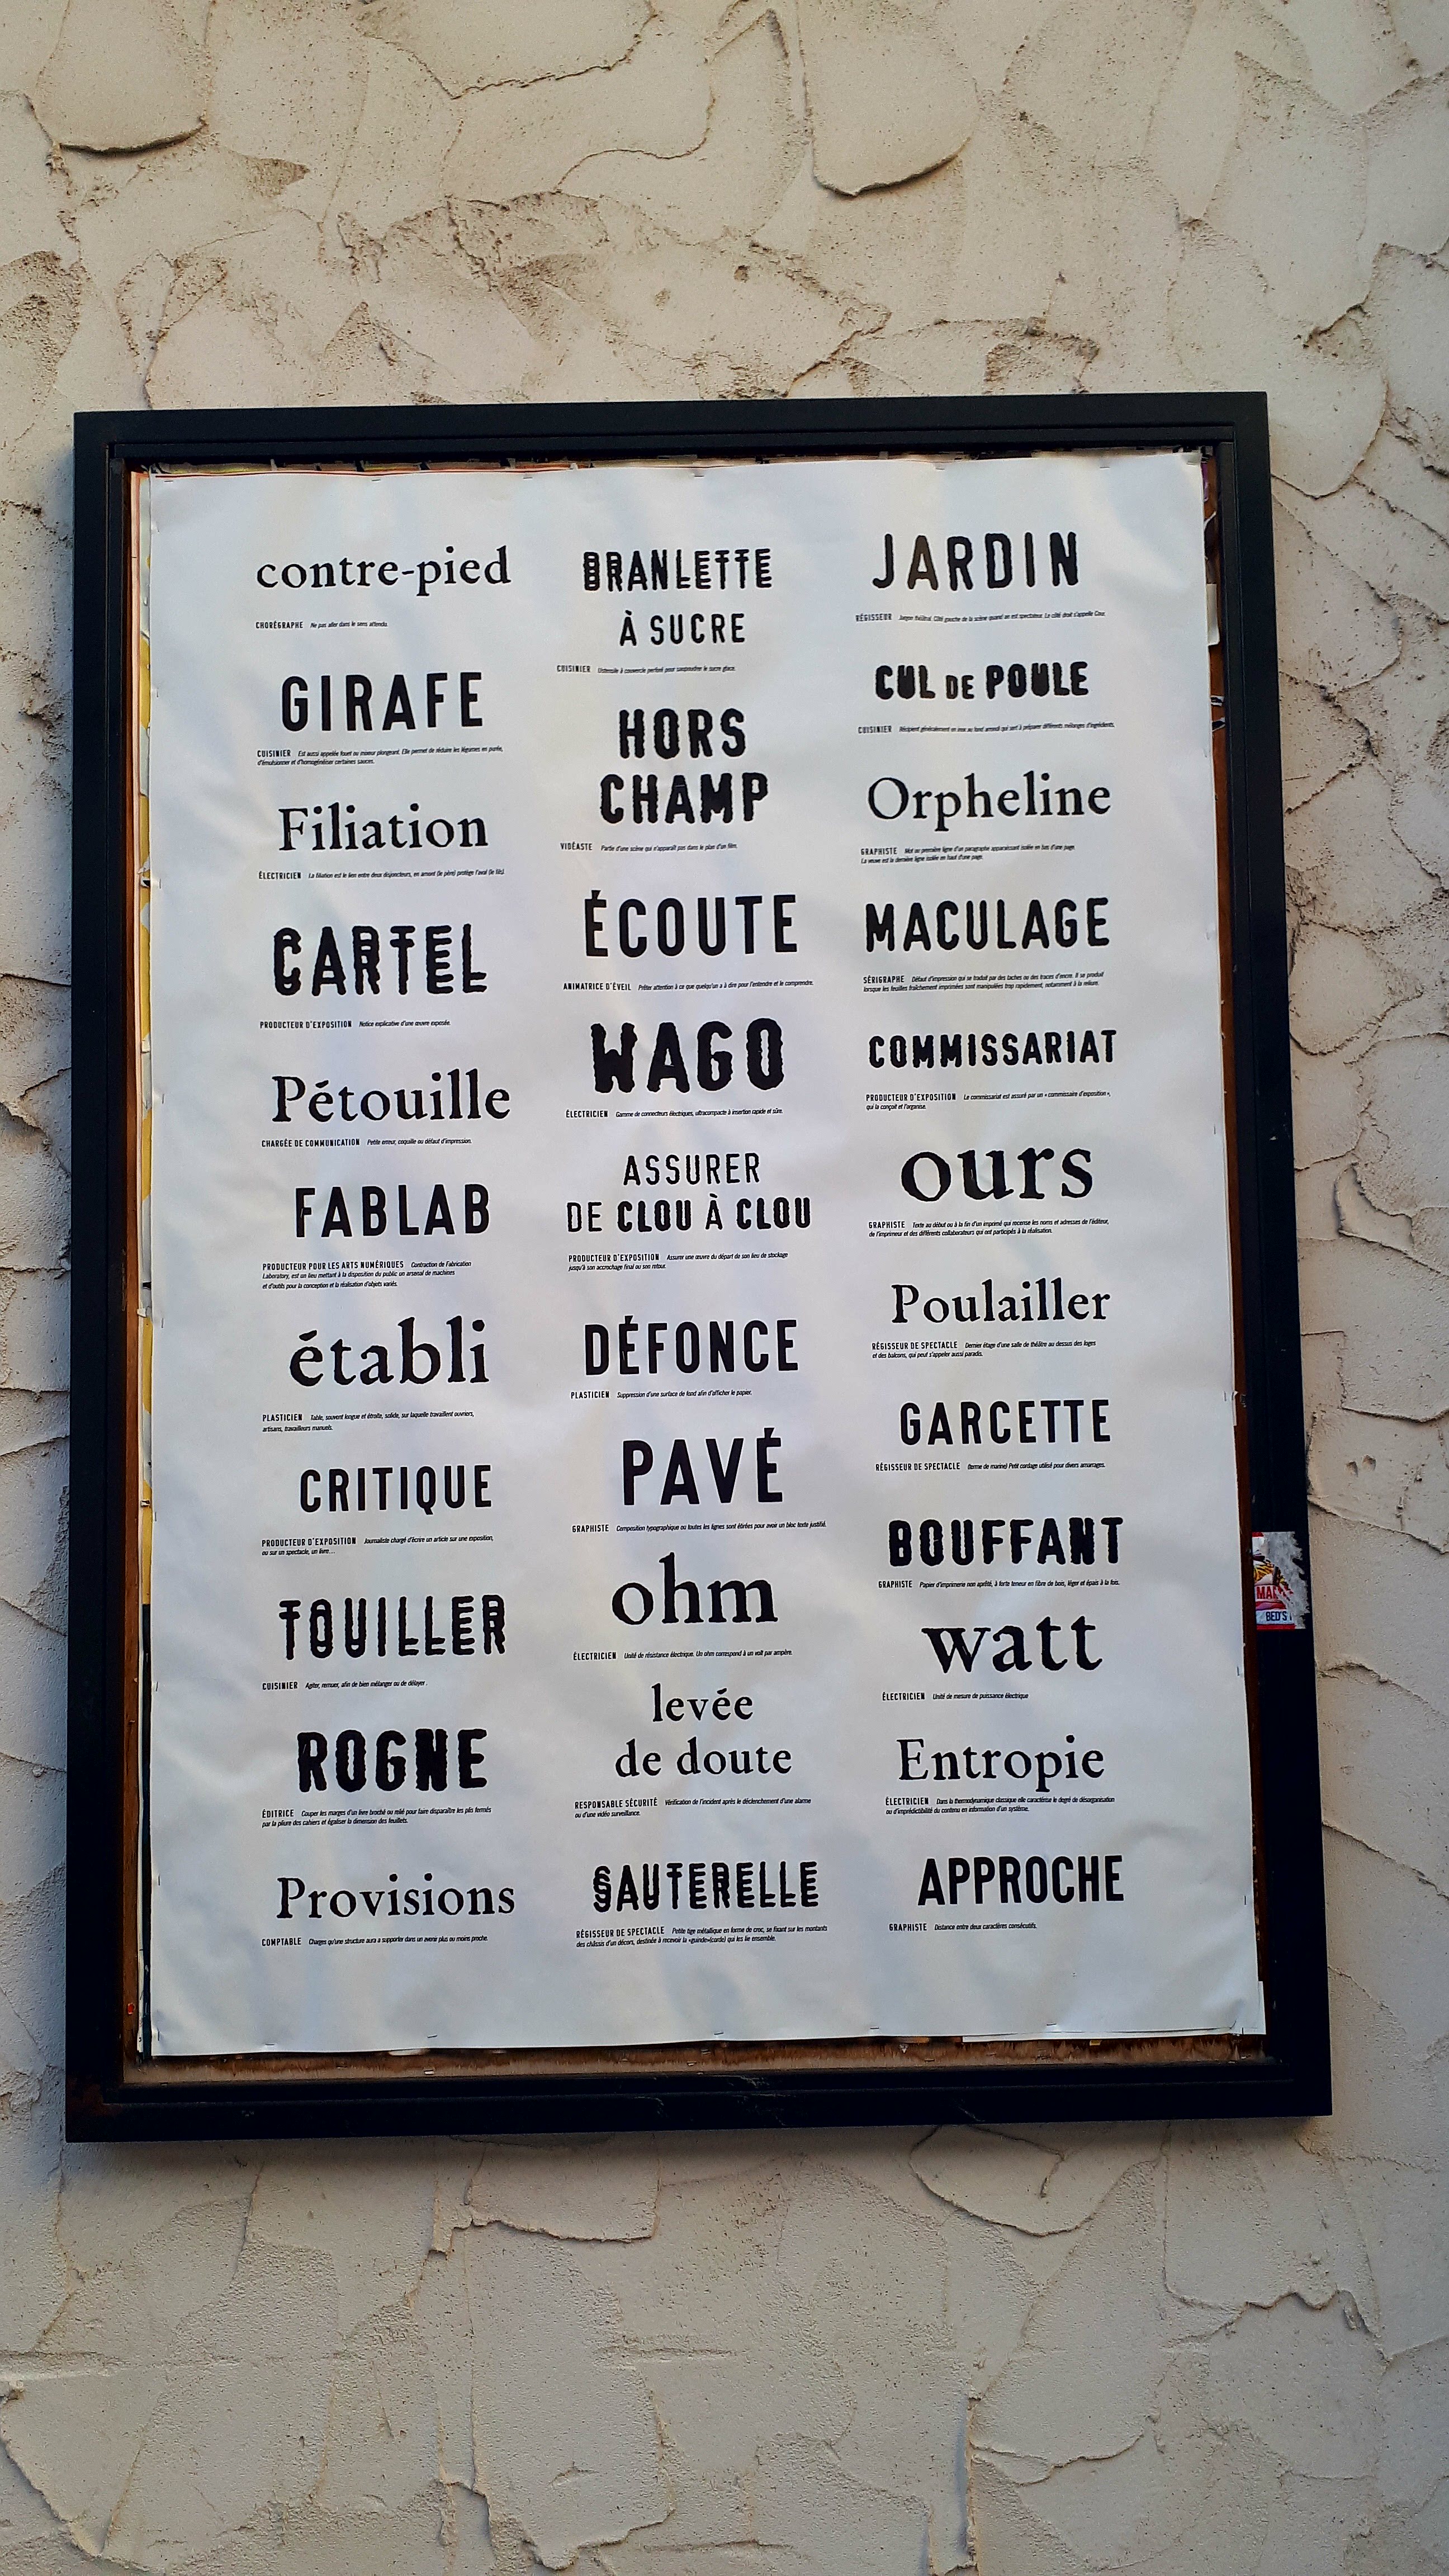 contre-pied
CHORÉGRAPHE Ne pas aller dans le sens attendu.
GIRAFE
CUISINIER Est aussi appelée fouet ou mixeur plongeant. Elle permet de réduire les légumes en purée,
d'émulsionner et d'homogénéiser certaines sauces.
Filiation
ÉLECTRICIEN La filiation est le lien entre deux disjoncteurs, en amont (le père) protège l'aval (le fils).
CARTEL
PRODUCTEUR D'EXPOSITION Notice explicative d'une œuvre exposée.
Pétouille
CHARGÉE DE COMMUNICATION Petite erreur, coquille ou défaut d'impression.
FABLAB
PRODUCTEUR POUR LES ARTS NUMÉRIQUES Contraction de Fabrication
Laboratory, est un lieu mettant à la disposition du public un arsenal de machines
et d'outils pour la conception et la réalisation d'objets variés.
établi
PLASTICIEN Table, souvent longue et étroite, solide, sur laquelle travaillent ouvriers,
artisans, travailleurs manuels.
CRITIQUE
PRODUCTEUR D'EXPOSITION Journaliste chargé d'écrire un article sur une exposition,
ou sur un spectacle, un livre...
TOUILLER
CUISINIER Agiter, remuer, afin de bien mélanger ou de délayer.
ROGNE
ÉDITRICE Couper les marges d'un livre broché ou relié pour faire disparaître les plis fermés
par la pliure des cahiers et égaliser la dimension des feuillets.
Provisions
COMPTABLE Charges qu'une structure aura a supporter dans un avenir plus ou moins proche.
BRANLETTE
À SUCRE
CUISINIER Ustensile à couvercle perforé pour saupoudrer le sucre glace.
HORS
CHAMP
VIDÉASTE Partie d'une scène qui n'apparaît pas dans le plan d'un film.
ÉCOUTE
ANIMATRICE D'ÉVEIL Prêter attention à ce que quelqu'un a à dire pour l'entendre et le comprendre.
WAGO
ÉLECTRICIEN Gamme de connecteurs électriques, ultracompacte à insertion rapide et sûre.
ASSURER
DE CLOU À CLOU
PRODUCTEUR D'EXPOSITION Assurer une œuvre du départ de son lieu de stockage
jusqu'à son accrochage final ou son retour.
DÉFONCE
PLASTICIEN Suppression d'une surface de fond afin d'afficher le papier.
PAVÉ
GRAPHISTE Composition typographique où toutes les lignes sont étirées pour avoir un bloc texte justifié.
ohm
ÉLECTRICIEN Unité de résistance électrique. Un ohm correspond à un volt par ampère.
levée
de doute
RESPONSABLE SÉCURITÉ Vérification de l'incident après le déclenchement d'une alarme
ou d'une vidéo surveillance.
SAUTERELLE
RÉGISSEUR DE SPECTACLE Petite tige métallique en forme de croc, se fixant sur les montants
des châssis d'un décors, destinée à recevoir la «guinde»(corde) qui les lie ensemble.
JARDIN
RÉGISSEUR Jargon théâtral. Côté gauche de la scène quand on est spectateur. Le côté droit s'appelle Cour.
CUL DE POULE
CUISINIER Récipient généralement en inox au fond arrondi qui sert à préparer différents mélanges d'ingrédients.
Orpheline
GRAPHISTE Mot ou première ligne d'un paragraphe apparaissant isolée en bas d'une page.
La veuve est la dernière ligne isolée en haut d'une page.
MACULAGE
SÉRIGRAPHE Défaut d'impression qui se traduit par des taches ou des traces d'encre. Il se produit
lorsque les feuilles fraîchement imprimées sont manipulées trop rapidement, notamment à la reliure.
COMMISSARIAT
PRODUCTEUR D'EXPOSITION Le commissariat est assuré par un « commissaire d'exposition »,
qui la conçoit et l'organise.
ours
GRAPHISTE Texte au début ou à la fin d'un imprimé qui recense les noms et adresses de l'éditeur,
de l'imprimeur et des différents collaborateurs qui ont participés à la réalisation.
Poulailler
RÉGISSEUR DE SPECTACLE Dernier étage d'une salle de théâtre au dessus des loges
et des balcons, qui peut s'appeler aussi paradis.
GARCETTE
RÉGISSEUR DE SPECTACLE (terme de marine) Petit cordage utilisé pour divers amarrages.
BOUFFANT
GRAPHISTE Papier d'imprimerie non apprêté, à forte teneur en fibre de bois, léger et épais à la fois.
watt
ÉLECTRICIEN Unité de mesure de puissance électrique
Entropie
ÉLECTRICIEN Dans la thermodynamique classique elle caractérise le degré de désorganisation
ou d'imprédictibilité du contenu en information d'un système.
APPROCHE
GRAPHISTE Distance entre deux caractères consécutifs.
BED'S